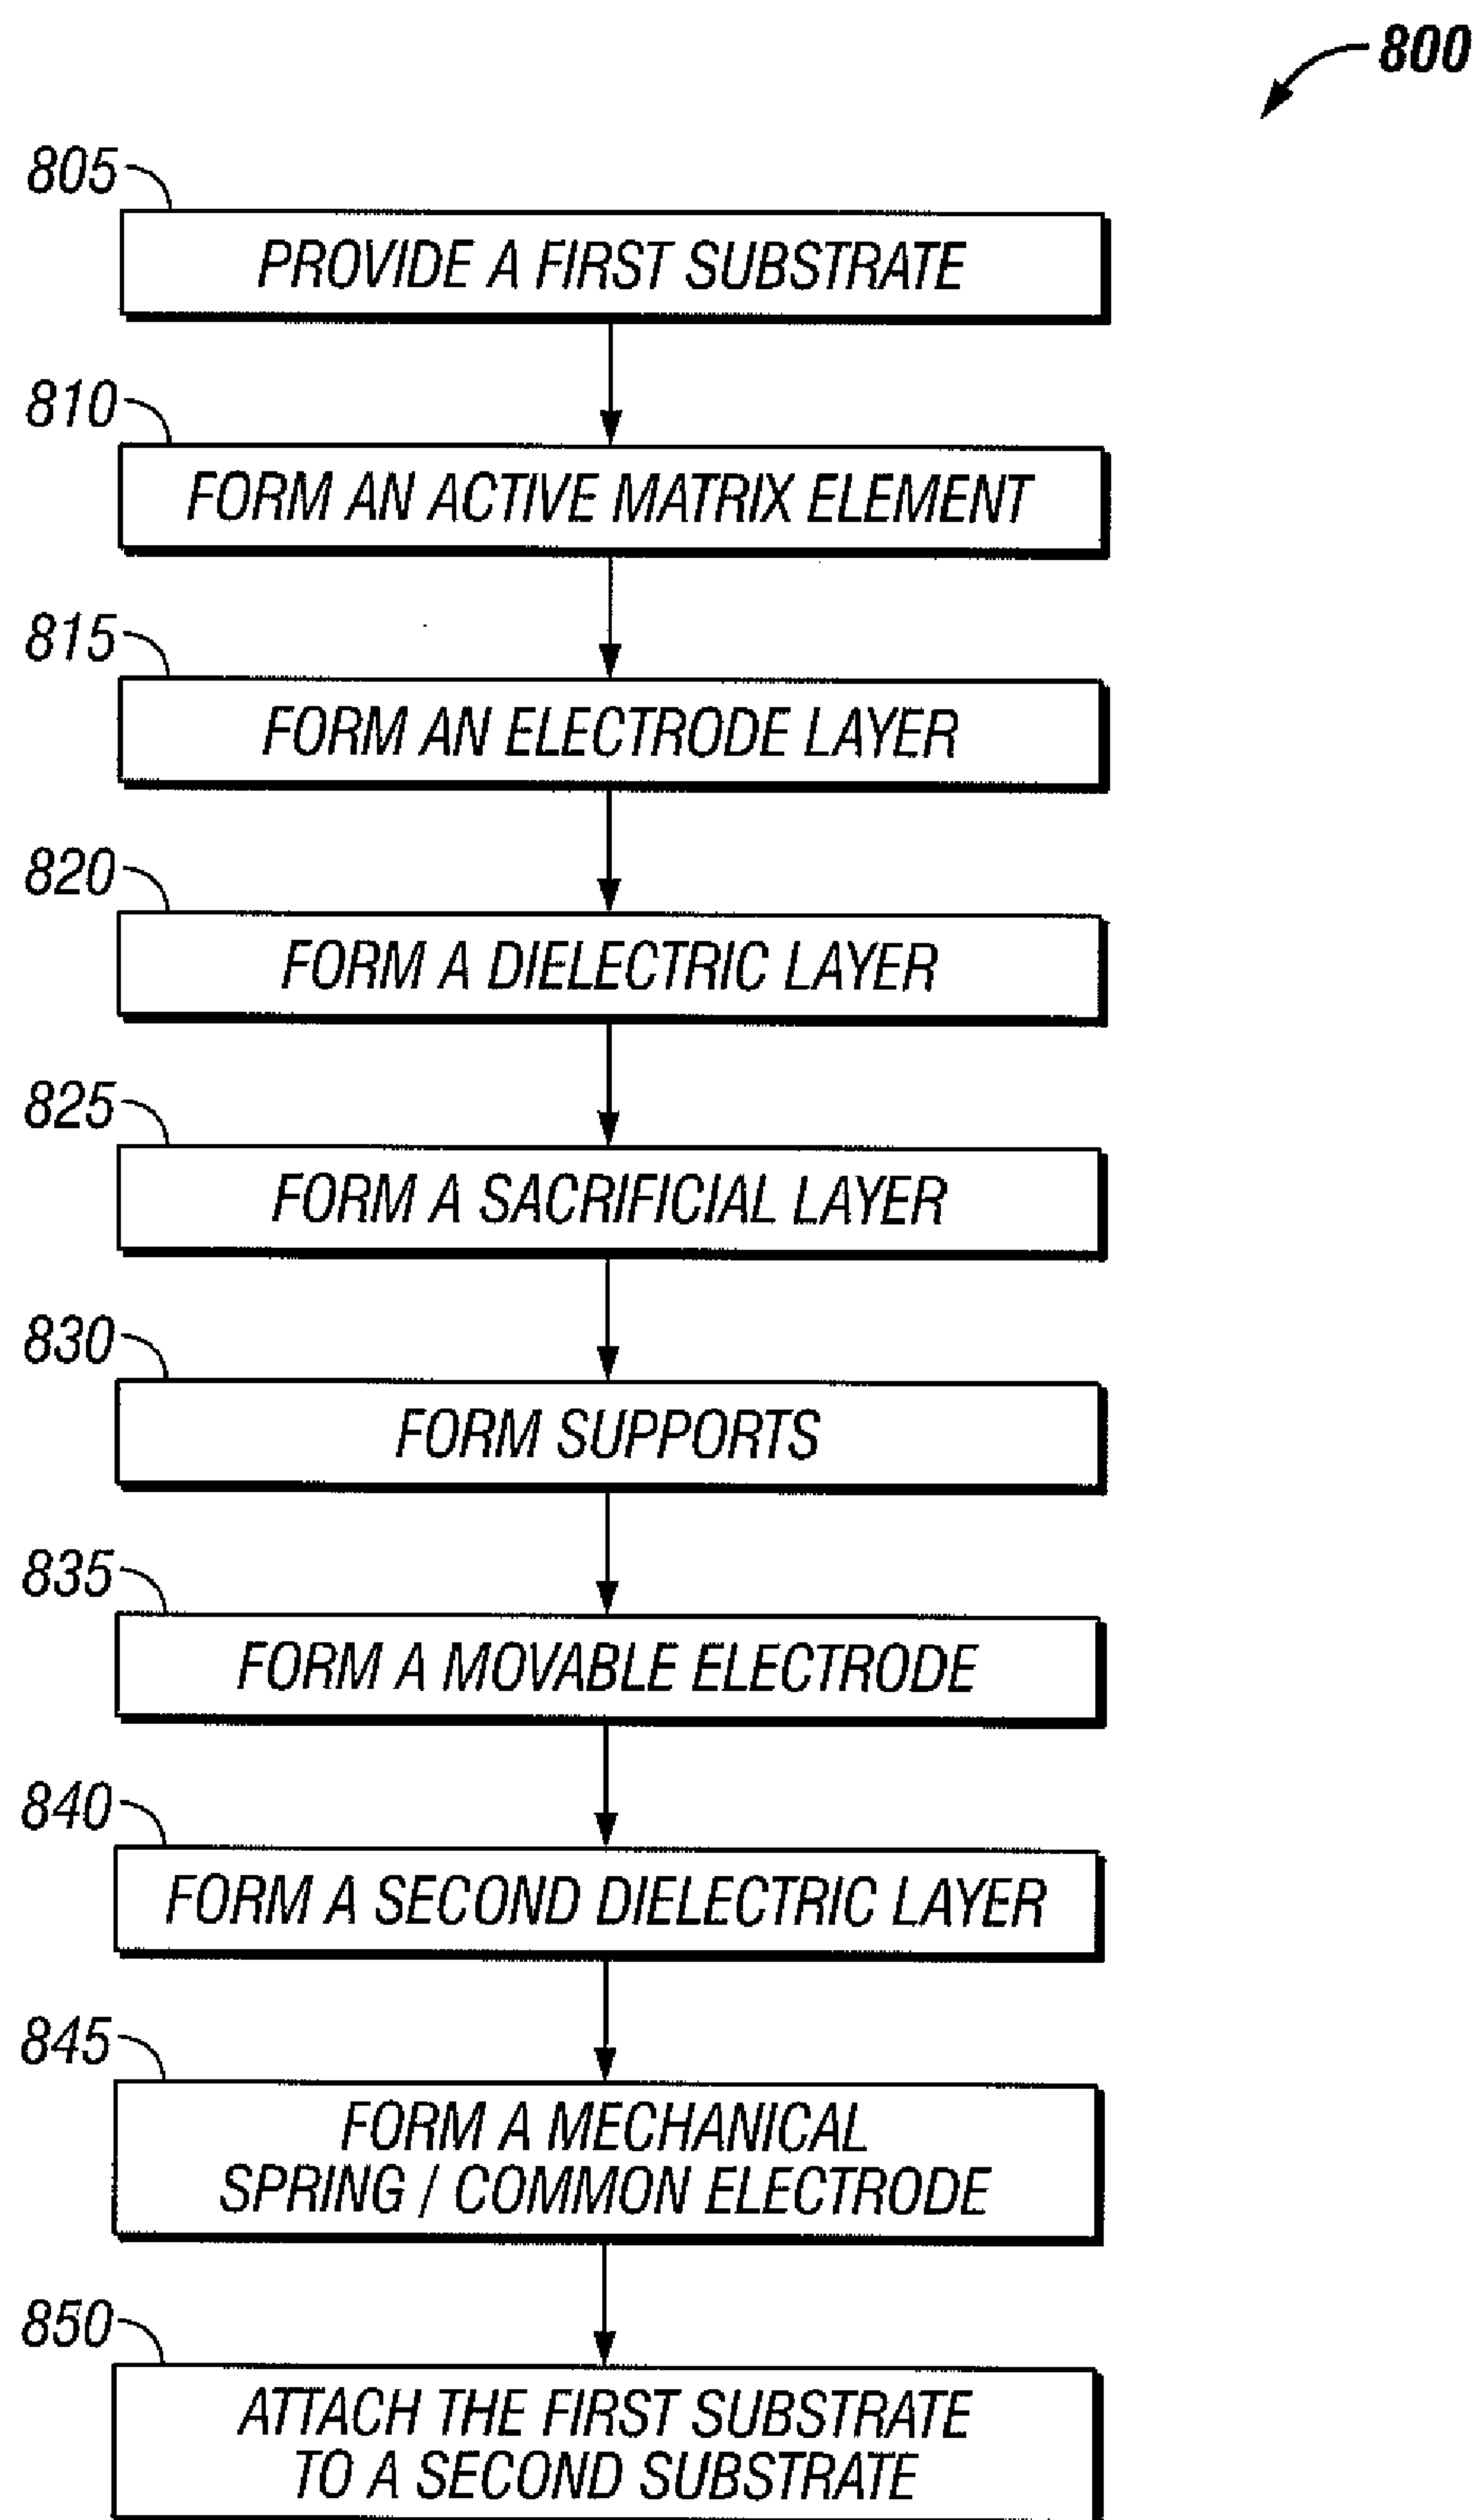 800
805
PROVIDE A FIRST SUBSTRATE
810
FORM AN ACTIVE MATRIX ELEMENT
815
FORM AN ELECTRODE LAYER
820
FORM A DIELECTRIC LAYER
825
FORM A SACRIFICIAL LAYER
830
FORM SUPPORTS
835
FORM A MOVABLE ELECTRODE
840
FORM A SECOND DIELECTRIC LAYER
845
FORM A MECHANICAL
SPRING / COMMON ELECTRODE
850
ATTACH THE FIRST SUBSTRATE
TO A SECOND SUBSTRATE